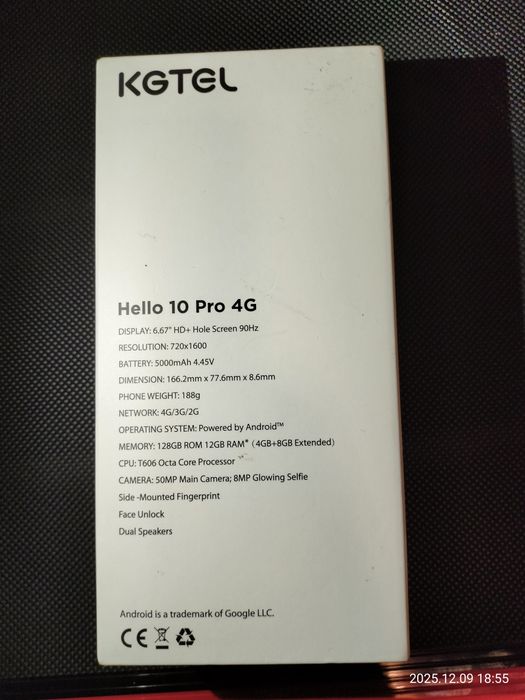 KGTEL
Hello 10 Pro 4G
DISPLAY: 6.67" HD+ Hole Screen 90Hz
RESOLUTION: 720x1600
BATTERY: 5000mAh 4.45V
DIMENSION: 166.2mm x 77.6mm x 8.6mm
PHONE WEIGHT: 188g
NETWORK: 4G/3G/2G
OPERATING SYSTEM: Powered by Android™
MEMORY: 128GB ROM 12GB RAM* (4GB+8GB Extended)
CPU: T606 Octa Core Processor
CAMERA: 50MP Main Camera; 8MP Glowing Selfie
Side -Mounted Fingerprint
Face Unlock
Dual Speakers
Android is a trademark of Google LLC.
CE
2025.12.09 18:55